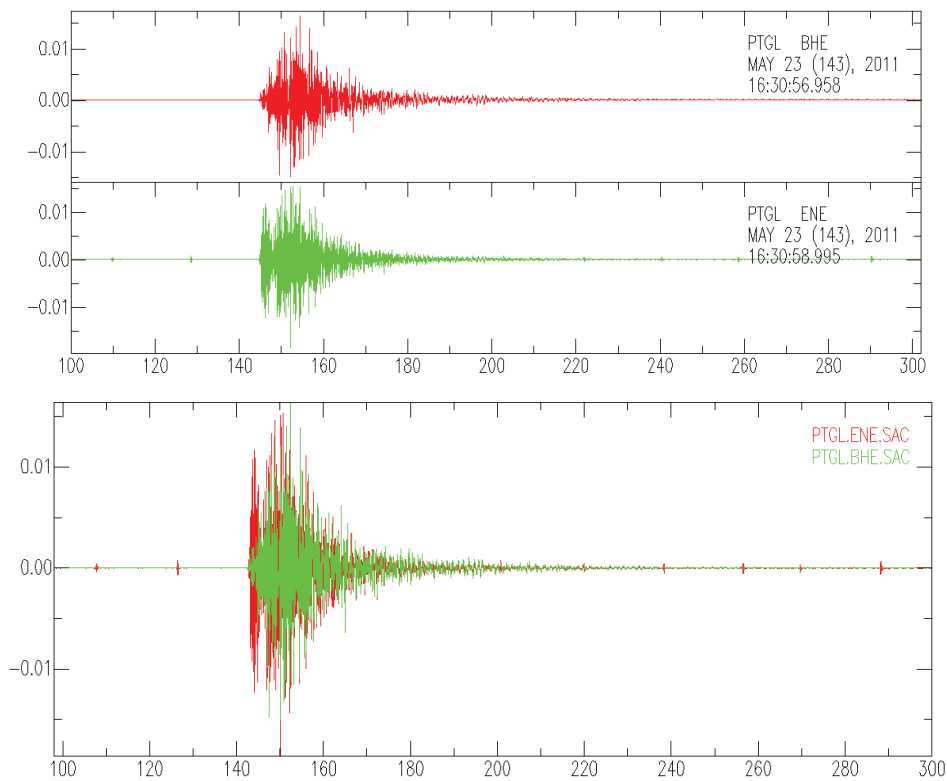 0.01
0.00
−0.01
PTGL BHE
MAY 23 (143), 2011
16:30:56.958
0.01
0.00
−0.01
PTGL ENE
MAY 23 (143), 2011
16:30:58.995
100 120 140 160 180 200 220 240 260 280 300
0.01
0.00
−0.01
PTGL.ENE.SAC
PTGL.BHE.SAC
100 120 140 160 180 200 220 240 260 280 300